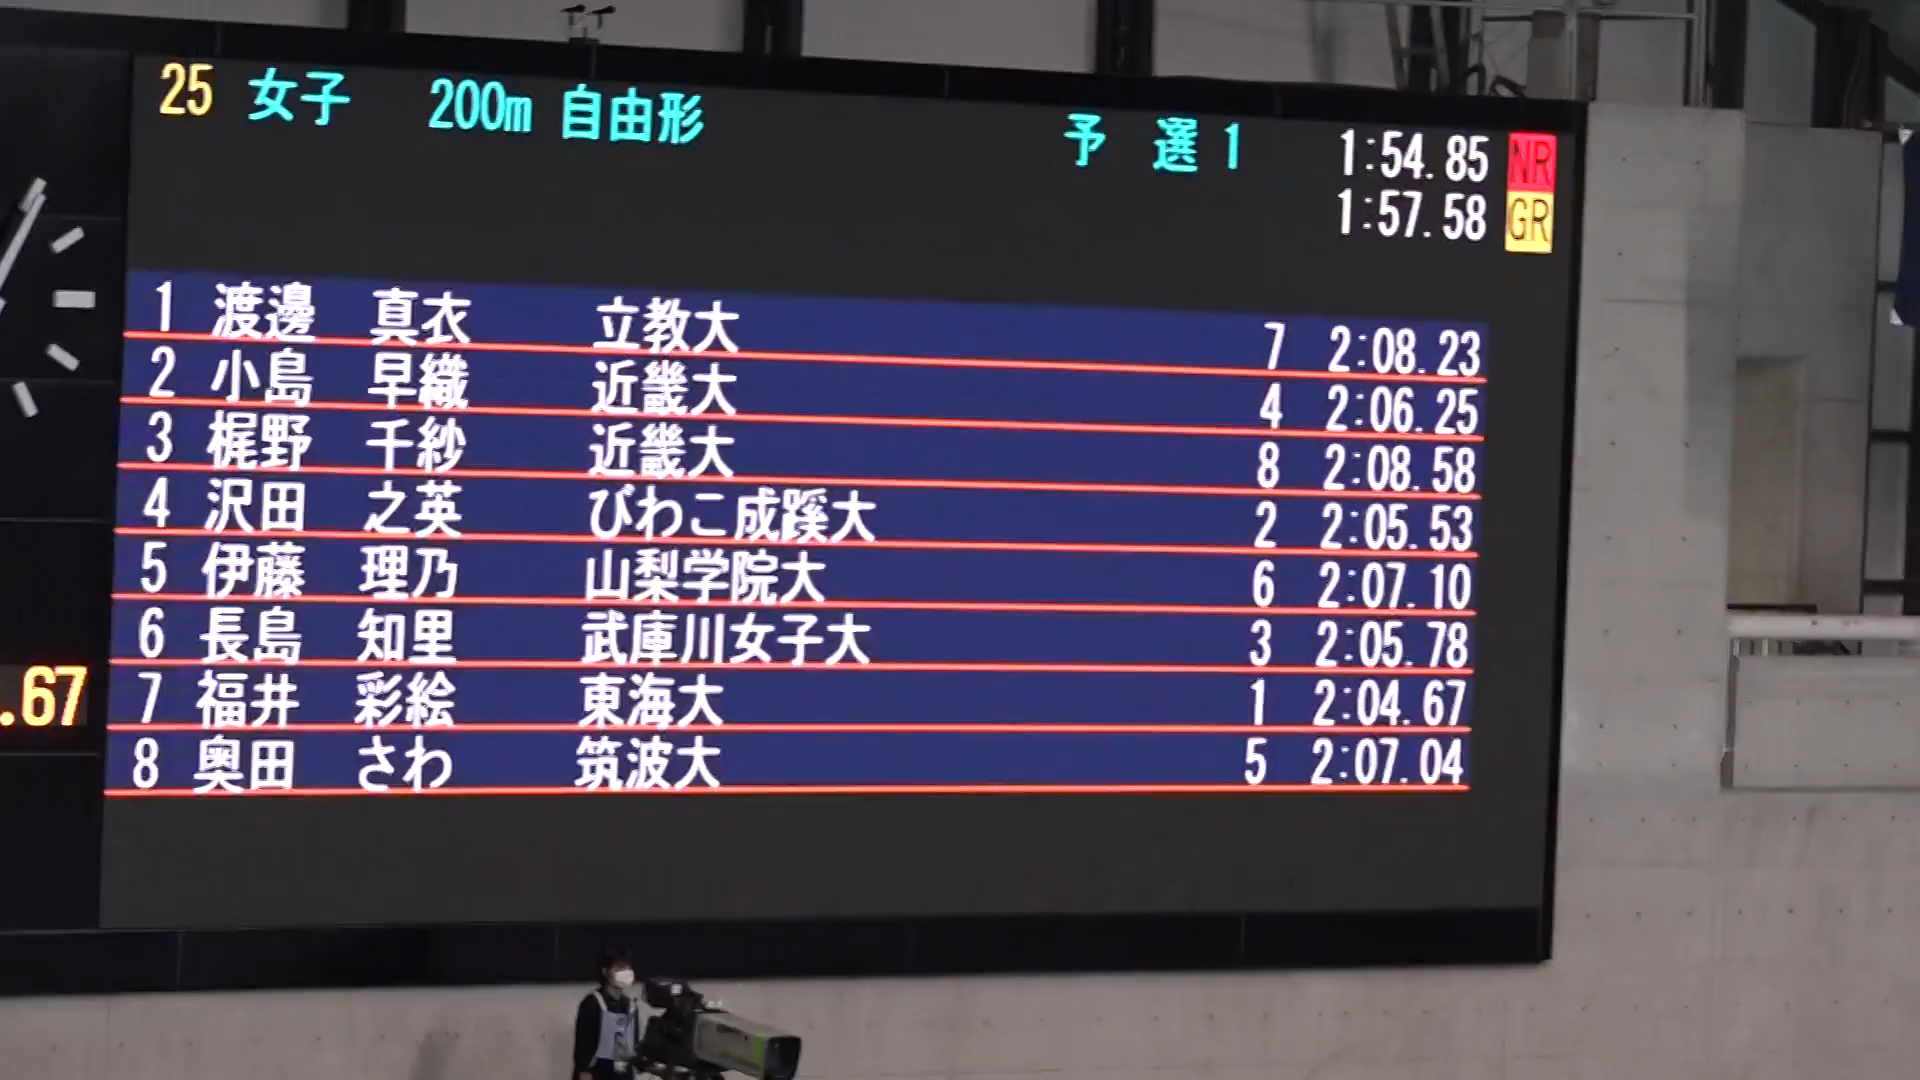 25 女子 200m 自由形 予 選 1 1:54.85 NR
1:57.58 GR
1 渡邊 真衣 立教大 7 2:08.23
2 小島 早織 近畿大 4 2:06.25
3 梶野 千紗 近畿大 8 2:08.58
4 沢田 之英 びわこ成蹊大 2 2:05.53
5 伊藤 理乃 山梨学院大 6 2:07.10
6 長島 知里 武庫川女子大 3 2:05.78
7 福井 彩絵 東海大 1 2:04.67
8 奥田 さわ 筑波大 5 2:07.04
.67